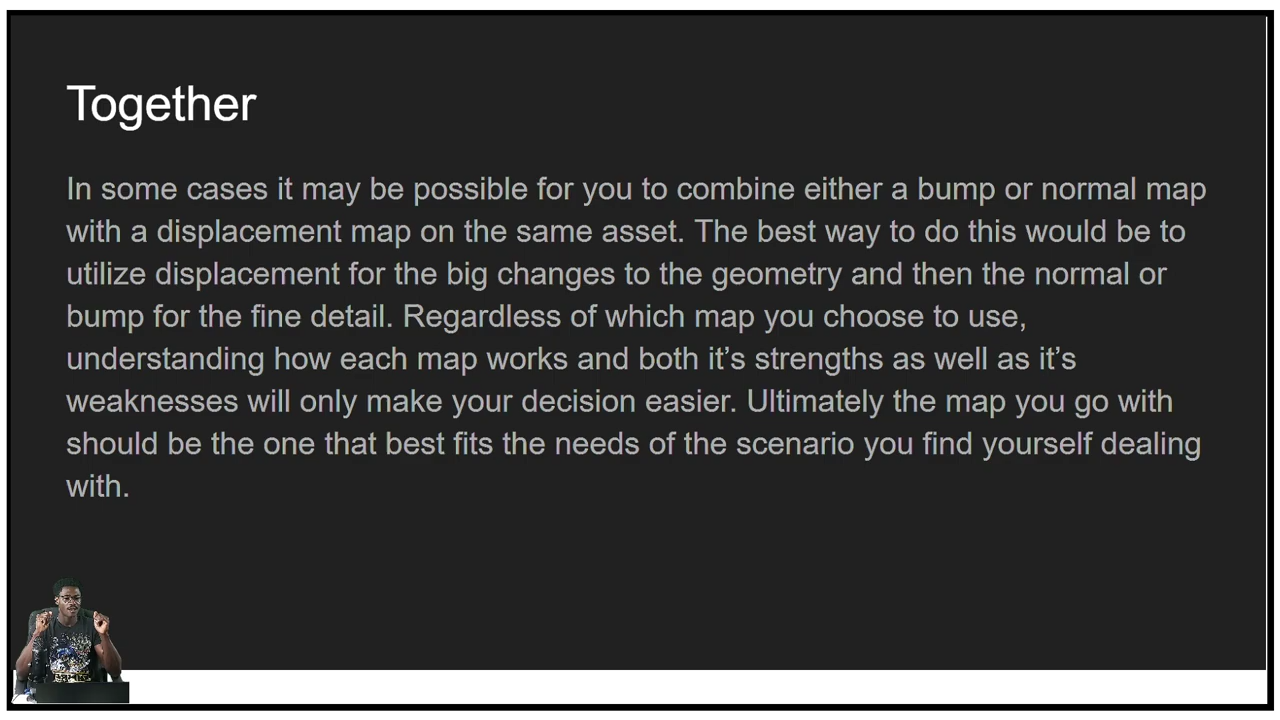 Together
In some cases it may be possible for you to combine either a bump or normal map
with a displacement map on the same asset. The best way to do this would be to
utilize displacement for the big changes to the geometry and then the normal or
bump for the fine detail. Regardless of which map you choose to use,
understanding how each map works and both it’s strengths as well as it’s
weaknesses will only make your decision easier. Ultimately the map you go with
should be the one that best fits the needs of the scenario you find yourself dealing
with.